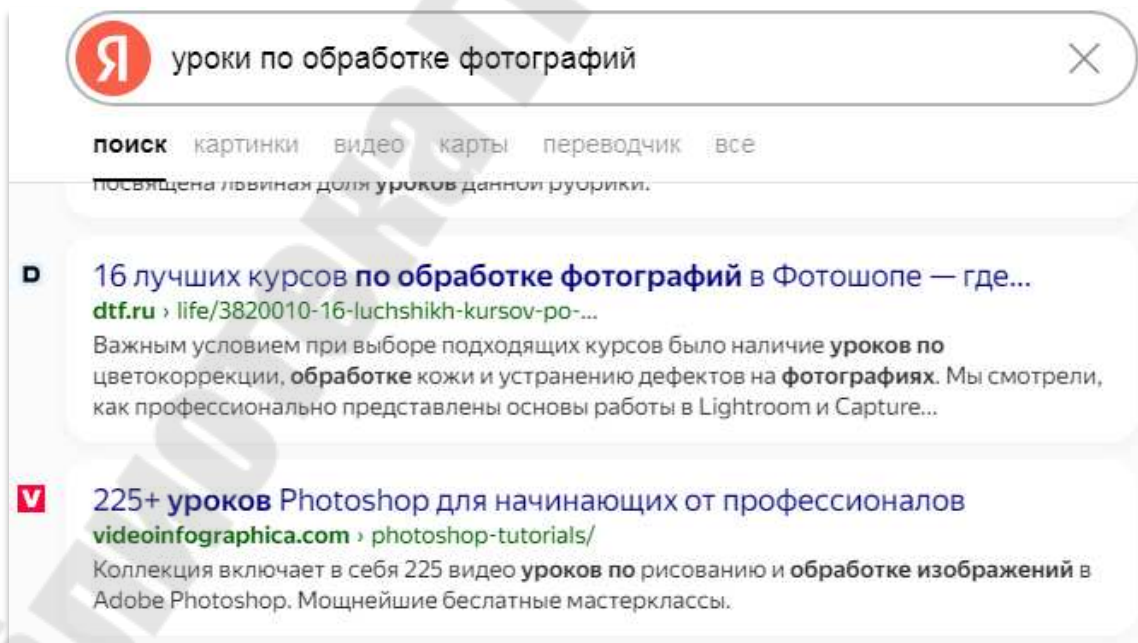 Я уроки по обработке фотографий
поиск картинки видео карты переводчик все
посвящена львиная доля уроков данной рубрики.
D 16 лучших курсов по обработке фотографий в Фотошопе — где...
dtf.ru › life/3820010-16-luchshikh-kursov-po-...
Важным условием при выборе подходящих курсов было наличие уроков по
цветокоррекции, обработке кожи и устранению дефектов на фотографиях. Мы смотрели,
как профессионально представлены основы работы в Lightroom и Capture...
V 225+ уроков Photoshop для начинающих от профессионалов
videoinfographica.com › photoshop-tutorials/
Коллекция включает в себя 225 видео уроков по рисованию и обработке изображений в
Adobe Photoshop. Мощнейшие беслатные мастерклассы.